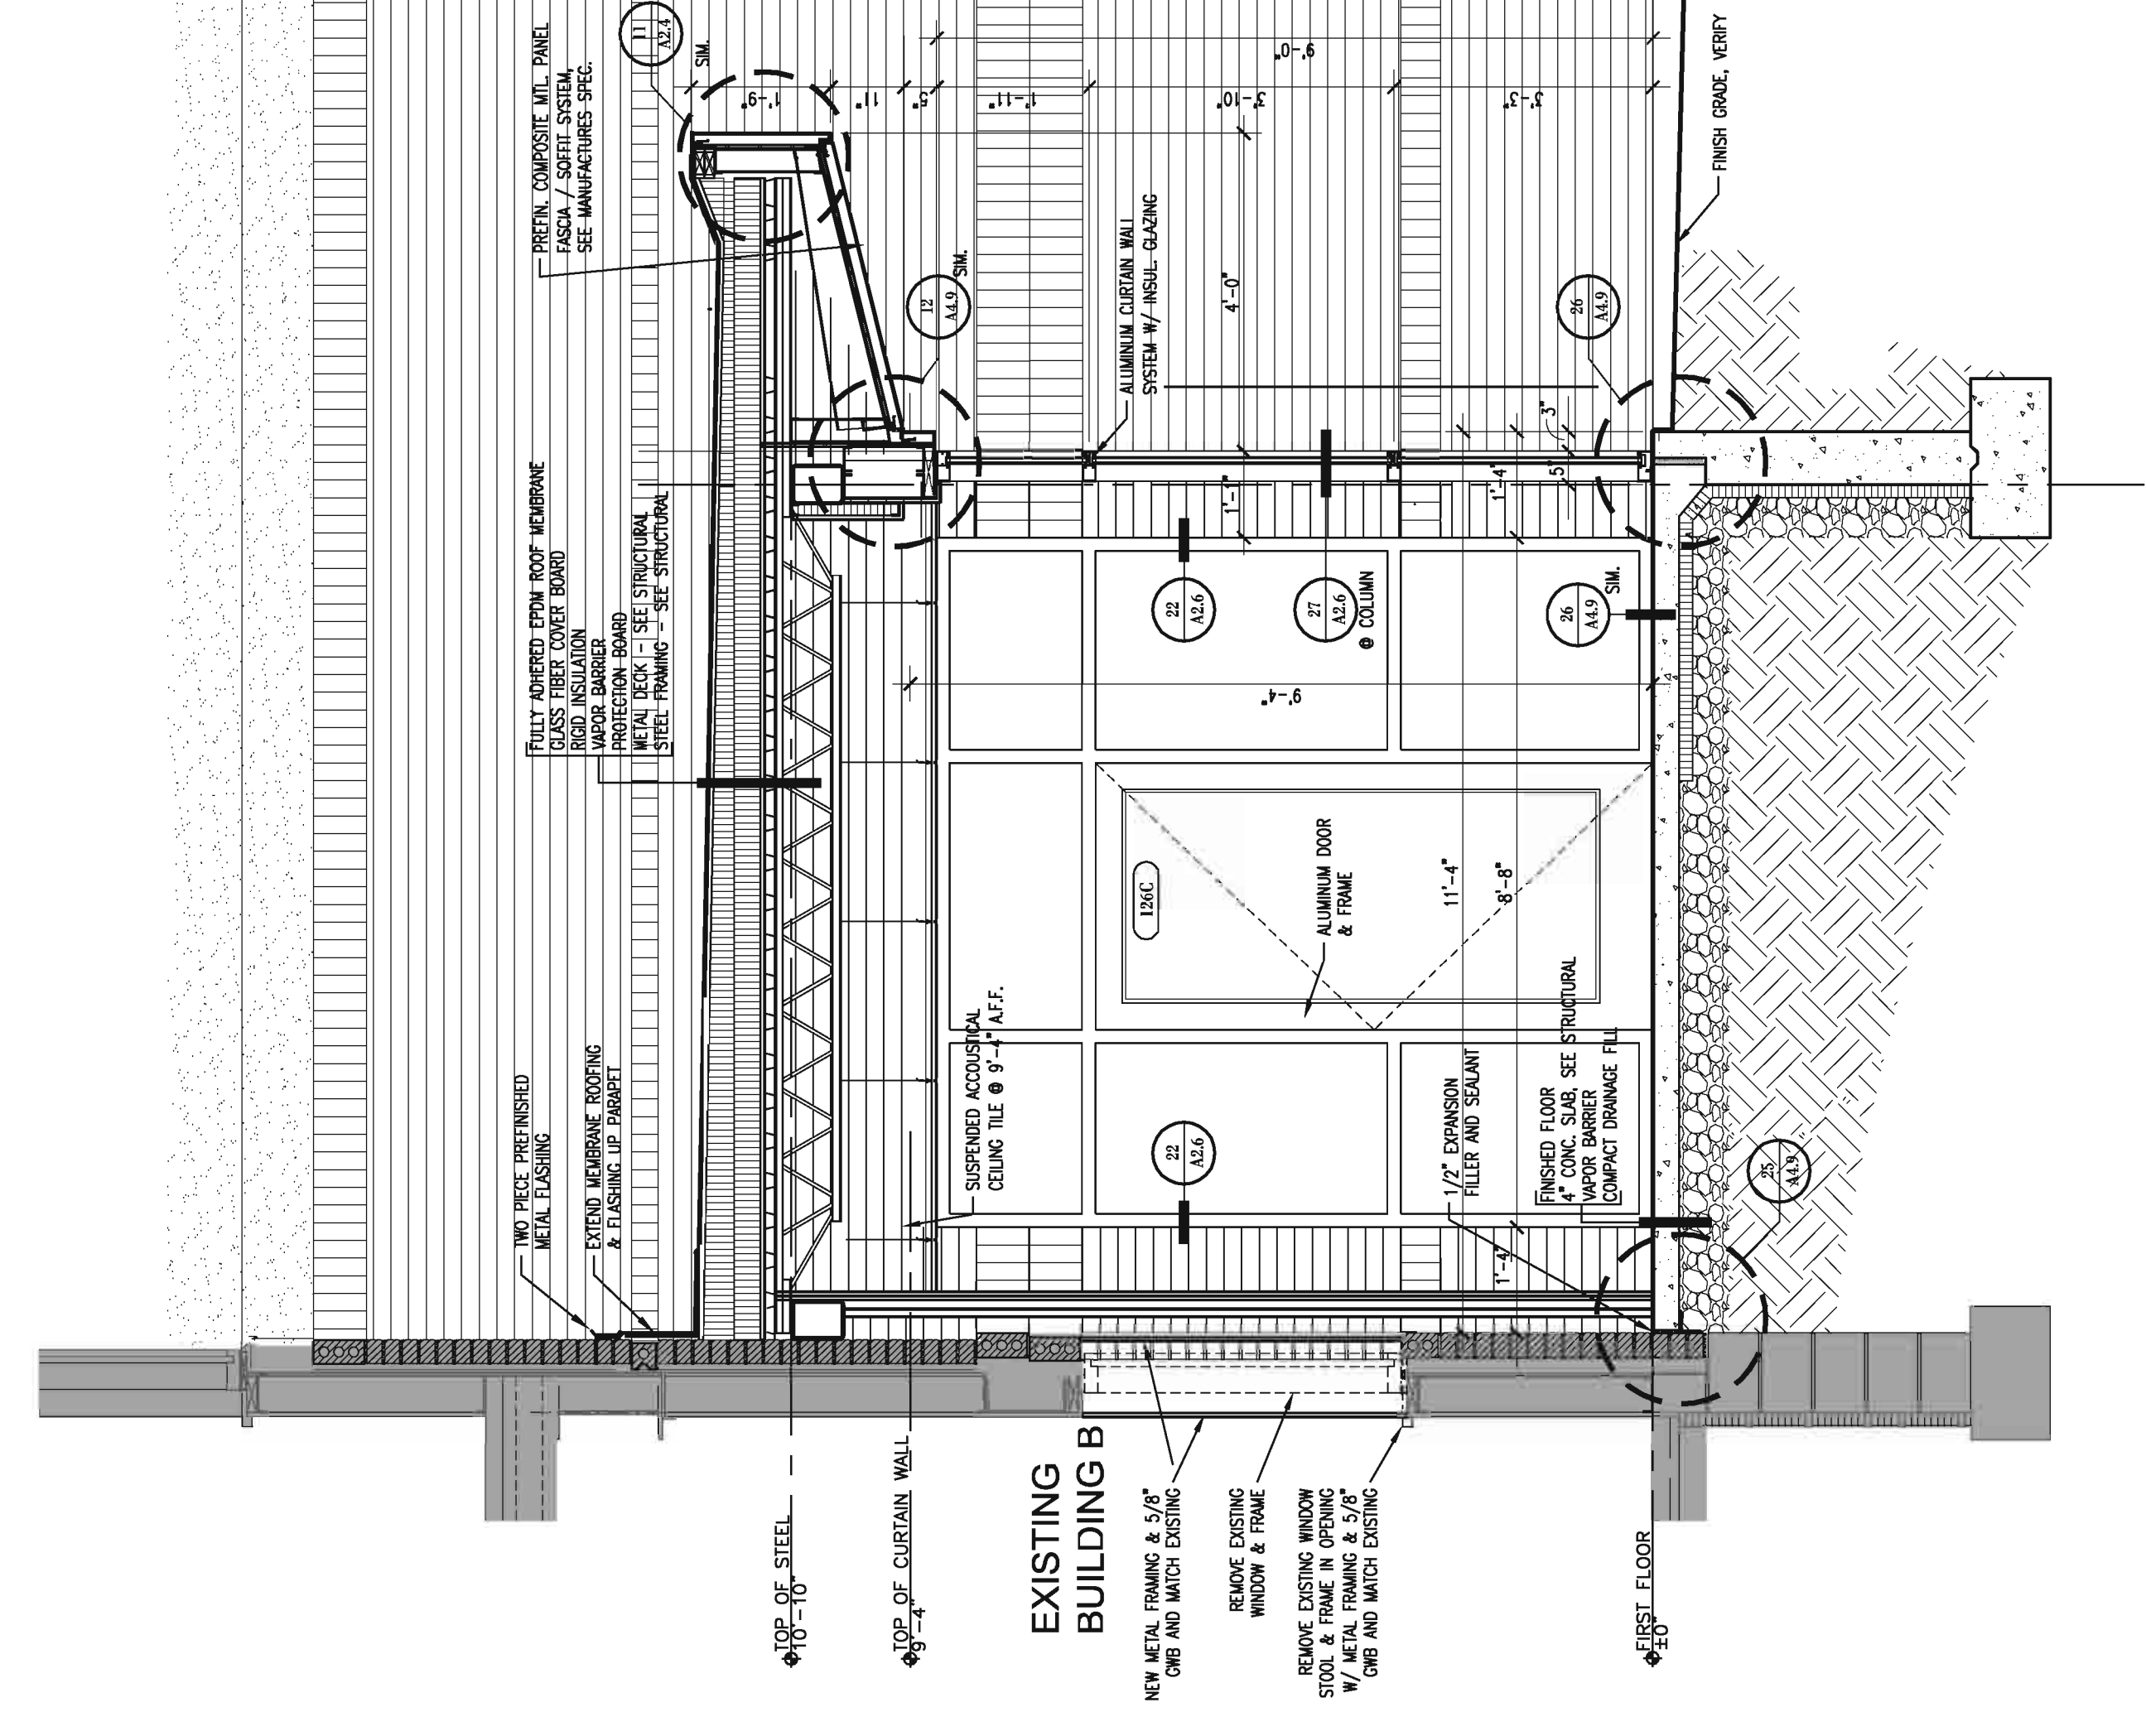 11
A2.4
SIM.
PREFIN. COMPOSITE MTL. PANEL
FASCIA / SOFFIT SYSTEM,
SEE MANUFACTURES SPEC.
FULLY ADHERED EPDM ROOF MEMBRANE
GLASS FIBER COVER BOARD
RIGID INSULATION
VAPOR BARRIER
PROTECTION BOARD
METAL DECK - SEE STRUCTURAL
STEEL FRAMING - SEE STRUCTURAL
TWO PIECE PREFINISHED
METAL FLASHING
EXTEND MEMBRANE ROOFING
& FLASHING UP PARAPET
1'-9"
11"
5"
1'-11"
3'-10"
3'-3"
9'-0"
12
A4.9
SIM.
ALUMINUM CURTAIN WALL
SYSTEM W/ INSUL. GLAZING
4'-0"
26
A4.9
FINISH GRADE, VERIFY
3"
5"
1'-4"
1'-1"
22
A2.6
27
A2.6
@ COLUMN
26
A4.9
SIM.
9'-4"
126C
ALUMINUM DOOR
& FRAME
11'-4"
8'-8"
SUSPENDED ACCOUSTICAL
CEILING TILE @ 9'-4" A.F.F.
22
A2.6
1/2" EXPANSION
FILLER AND SEALANT
FINISHED FLOOR
4" CONC. SLAB, SEE STRUCTURAL
VAPOR BARRIER
COMPACT DRAINAGE FILL
1'-4"
25
A4.9
TOP OF STEEL
10'-10"
TOP OF CURTAIN WALL
9'-4"
EXISTING
BUILDING B
NEW METAL FRAMING & 5/8"
GWB AND MATCH EXISTING
REMOVE EXISTING
WINDOW & FRAME
REMOVE EXISTING WINDOW
STOOL & FRAME IN OPENING
W/ METAL FRAMING & 5/8"
GWB AND MATCH EXISTING
FIRST FLOOR
±0"